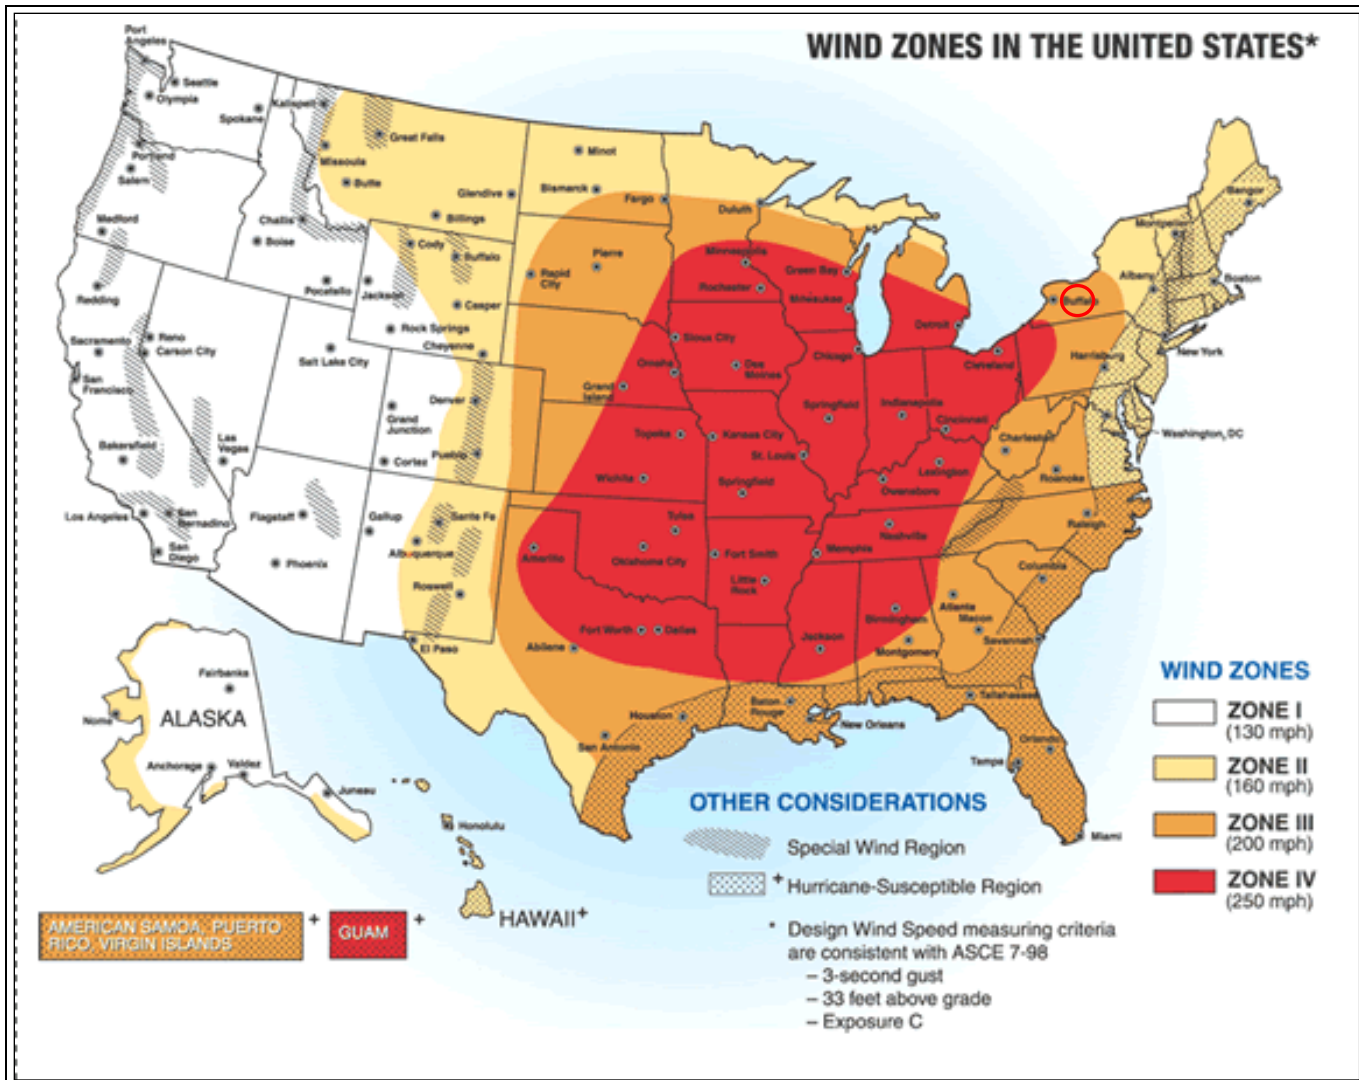 WIND ZONES IN THE UNITED STATES*
Port
Angeles
Seattle
Olympia
Spokane
Kalispell
Great Falls
Missoula
Butte
Glendive
Billings
Minot
Bismarck
Fargo
Duluth
Portland
Salem
Medford
Challis
Boise
Pocatello
Cody
Buffalo
Jackson
Casper
Rock Springs
Cheyenne
Rapid
City
Pierre
Minneapolis
Rochester
Green Bay
Milwaukee
Detroit
Buffalo
Albany
Montpelier
Bangor
Boston
New York
Harrisburg
Cleveland
Chicago
Redding
Sacramento
Reno
Carson City
San
Francisco
Salt Lake City
Sioux City
Omaha
Des
Moines
Grand
Island
Denver
Grand
Junction
Pueblo
Cortez
Springfield
Indianapolis
Cincinnati
Charleston
Washington, DC
Topeka
Kansas City
St. Louis
Lexington
Owensboro
Roanoke
Wichita
Springfield
Bakersfield
Las
Vegas
Los Angeles
San
Bernadino
San
Diego
Flagstaff
Phoenix
Gallup
Sante Fe
Albuquerque
Roswell
El Paso
Amarillo
Tulsa
Oklahoma City
Fort Smith
Little
Rock
Memphis
Nashville
Raleigh
Columbia
Atlanta
Macon
Savannah
Birmingham
Montgomery
Jackson
Fort Worth
Dallas
Abilene
Houston
San Antonio
Baton
Rouge
New Orleans
Tallahassee
Orlando
Tampa
Miami
Fairbanks
ALASKA
Nome
Anchorage
Valdez
Juneau
Honolulu
HAWAII+
AMERICAN SAMOA, PUERTO
RICO, VIRGIN ISLANDS
+
GUAM
+
OTHER CONSIDERATIONS
Special Wind Region
+ Hurricane-Susceptible Region
* Design Wind Speed measuring criteria
are consistent with ASCE 7-98
– 3-second gust
– 33 feet above grade
– Exposure C
WIND ZONES
ZONE I
(130 mph)
ZONE II
(160 mph)
ZONE III
(200 mph)
ZONE IV
(250 mph)